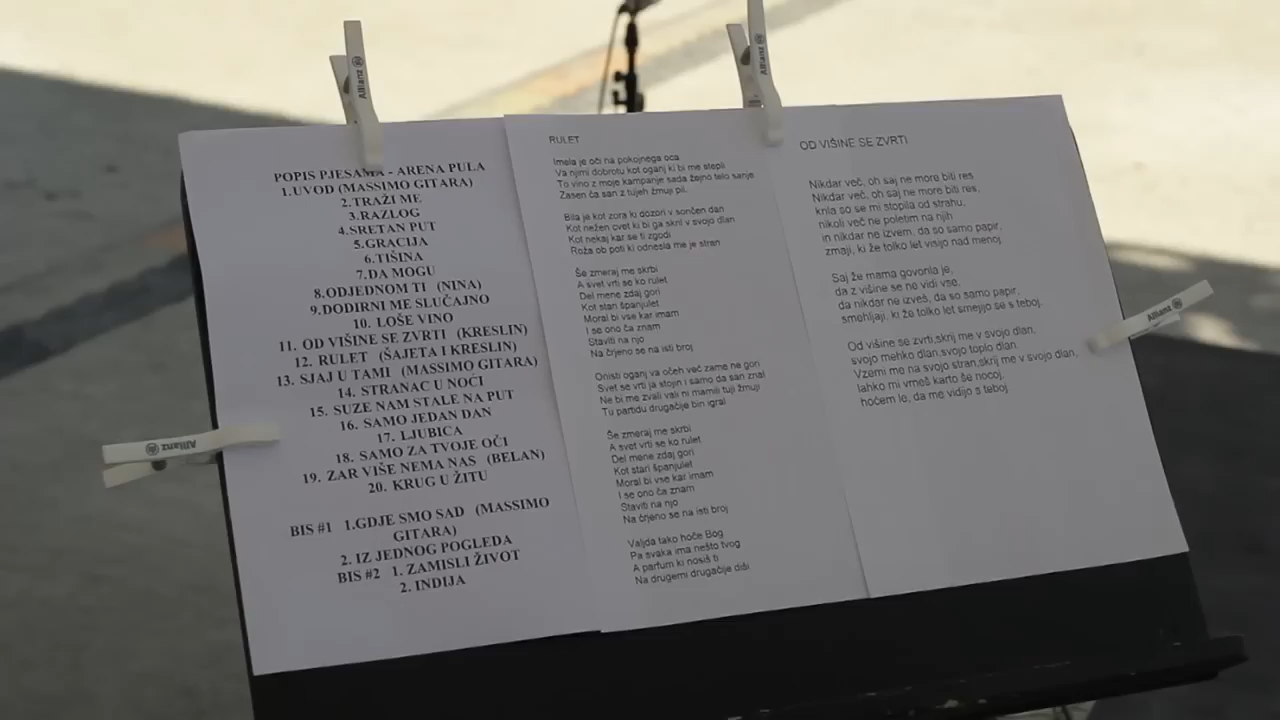 POPIS PJESAMA - ARENA PULA
1.UVOD (MASSIMO GITARA)
2.TRAŽI ME
3.RAZLOG
4.SRETAN PUT
5.GRACIJA
6.TIŠINA
7.DA MOGU
8.ODJEDNOM TI (NINA)
9.DODIRNI ME SLUČAJNO
10. LOŠE VINO
11. OD VIŠINE SE ZVRTI (KRESLIN)
12. RULET (ŠAJETA I KRESLIN)
13. SJAJ U TAMI (MASSIMO GITARA)
14. STRANAC U NOĆI
15. SUZE NAM STALE NA PUT
16. SAMO JEDAN DAN
17. LJUBICA
18. SAMO ZA TVOJE OČI
19. ZAR VIŠE NEMA NAS (BELAN)
20. KRUG U ŽITU
BIS #1 1.GDJE SMO SAD (MASSIMO
GITARA)
2. IZ JEDNOG POGLEDA
BIS #2 1. ZAMISLI ŽIVOT
2. INDIJA
RULET
Imela je oči na pokojnega oca
Va njimi dobrotu kot oganj ki bi me stepli
To vino z moje kampanje sada žejno telo sanje
Zasen ča san z tujeh žmuji pil.
Bila je kot zora ki dozori v sončen dan
Kot nežen cvet ki bi ga skril v svojo dlan
Kot nekaj kar se ti zgodi
Roža ob poti ki odnesla me je stran
Še zmeraj me skrbi
A svet vrti se ko rulet
Del mene zdaj gori
Kot stari španjulet
Moral bi vse kar imam
I se ono ča znam
Staviti na njo
Na črjeno se na isti broj
Onisti oganj va očeh već zame ne gori
Svet se vrti ja stojin i samo da san znal
Ne bi me zvali vali ni mamili tuji žmuji
Tu partidu drugačije bin igral
Še zmeraj me skrbi
A svet vrti se ko rulet
Del mene zdaj gori
Kot stari španjulet
Moral bi vse kar imam
I se ono ča znam
Staviti na njo
Na črjeno se na isti broj
Valjda tako hoče Bog
Pa svaka ima nešto tvog
A parfum ki nosiš ti
Na drugemi drugačije diši
OD VIŠINE SE ZVRTI
Nikdar več, oh saj ne more biti res
Nikdar več, oh saj ne more biti res,
krila so se mi stopila od strahu,
nikoli več ne poletim na njih
in nikdar ne izvem, da so samo papir,
zmaji, ki že tolko let visijo nad menoj.
Saj že mama govorila je,
da z višine se ne vidi vse,
da nikdar ne izveš, da so samo papir,
smehljaji, ki že tolko let smejijo se s teboj.
Od višine se zvrti,skrij me v svojo dlan,
svojo mehko dlan,svojo toplo dlan.
Vzemi me na svojo stran,skrij me v svojo dlan,
lahko mi vrneš karto še nocoj,
hočem le, da me vidijo s teboj
Allianz
Allianz
Allianz
Allianz